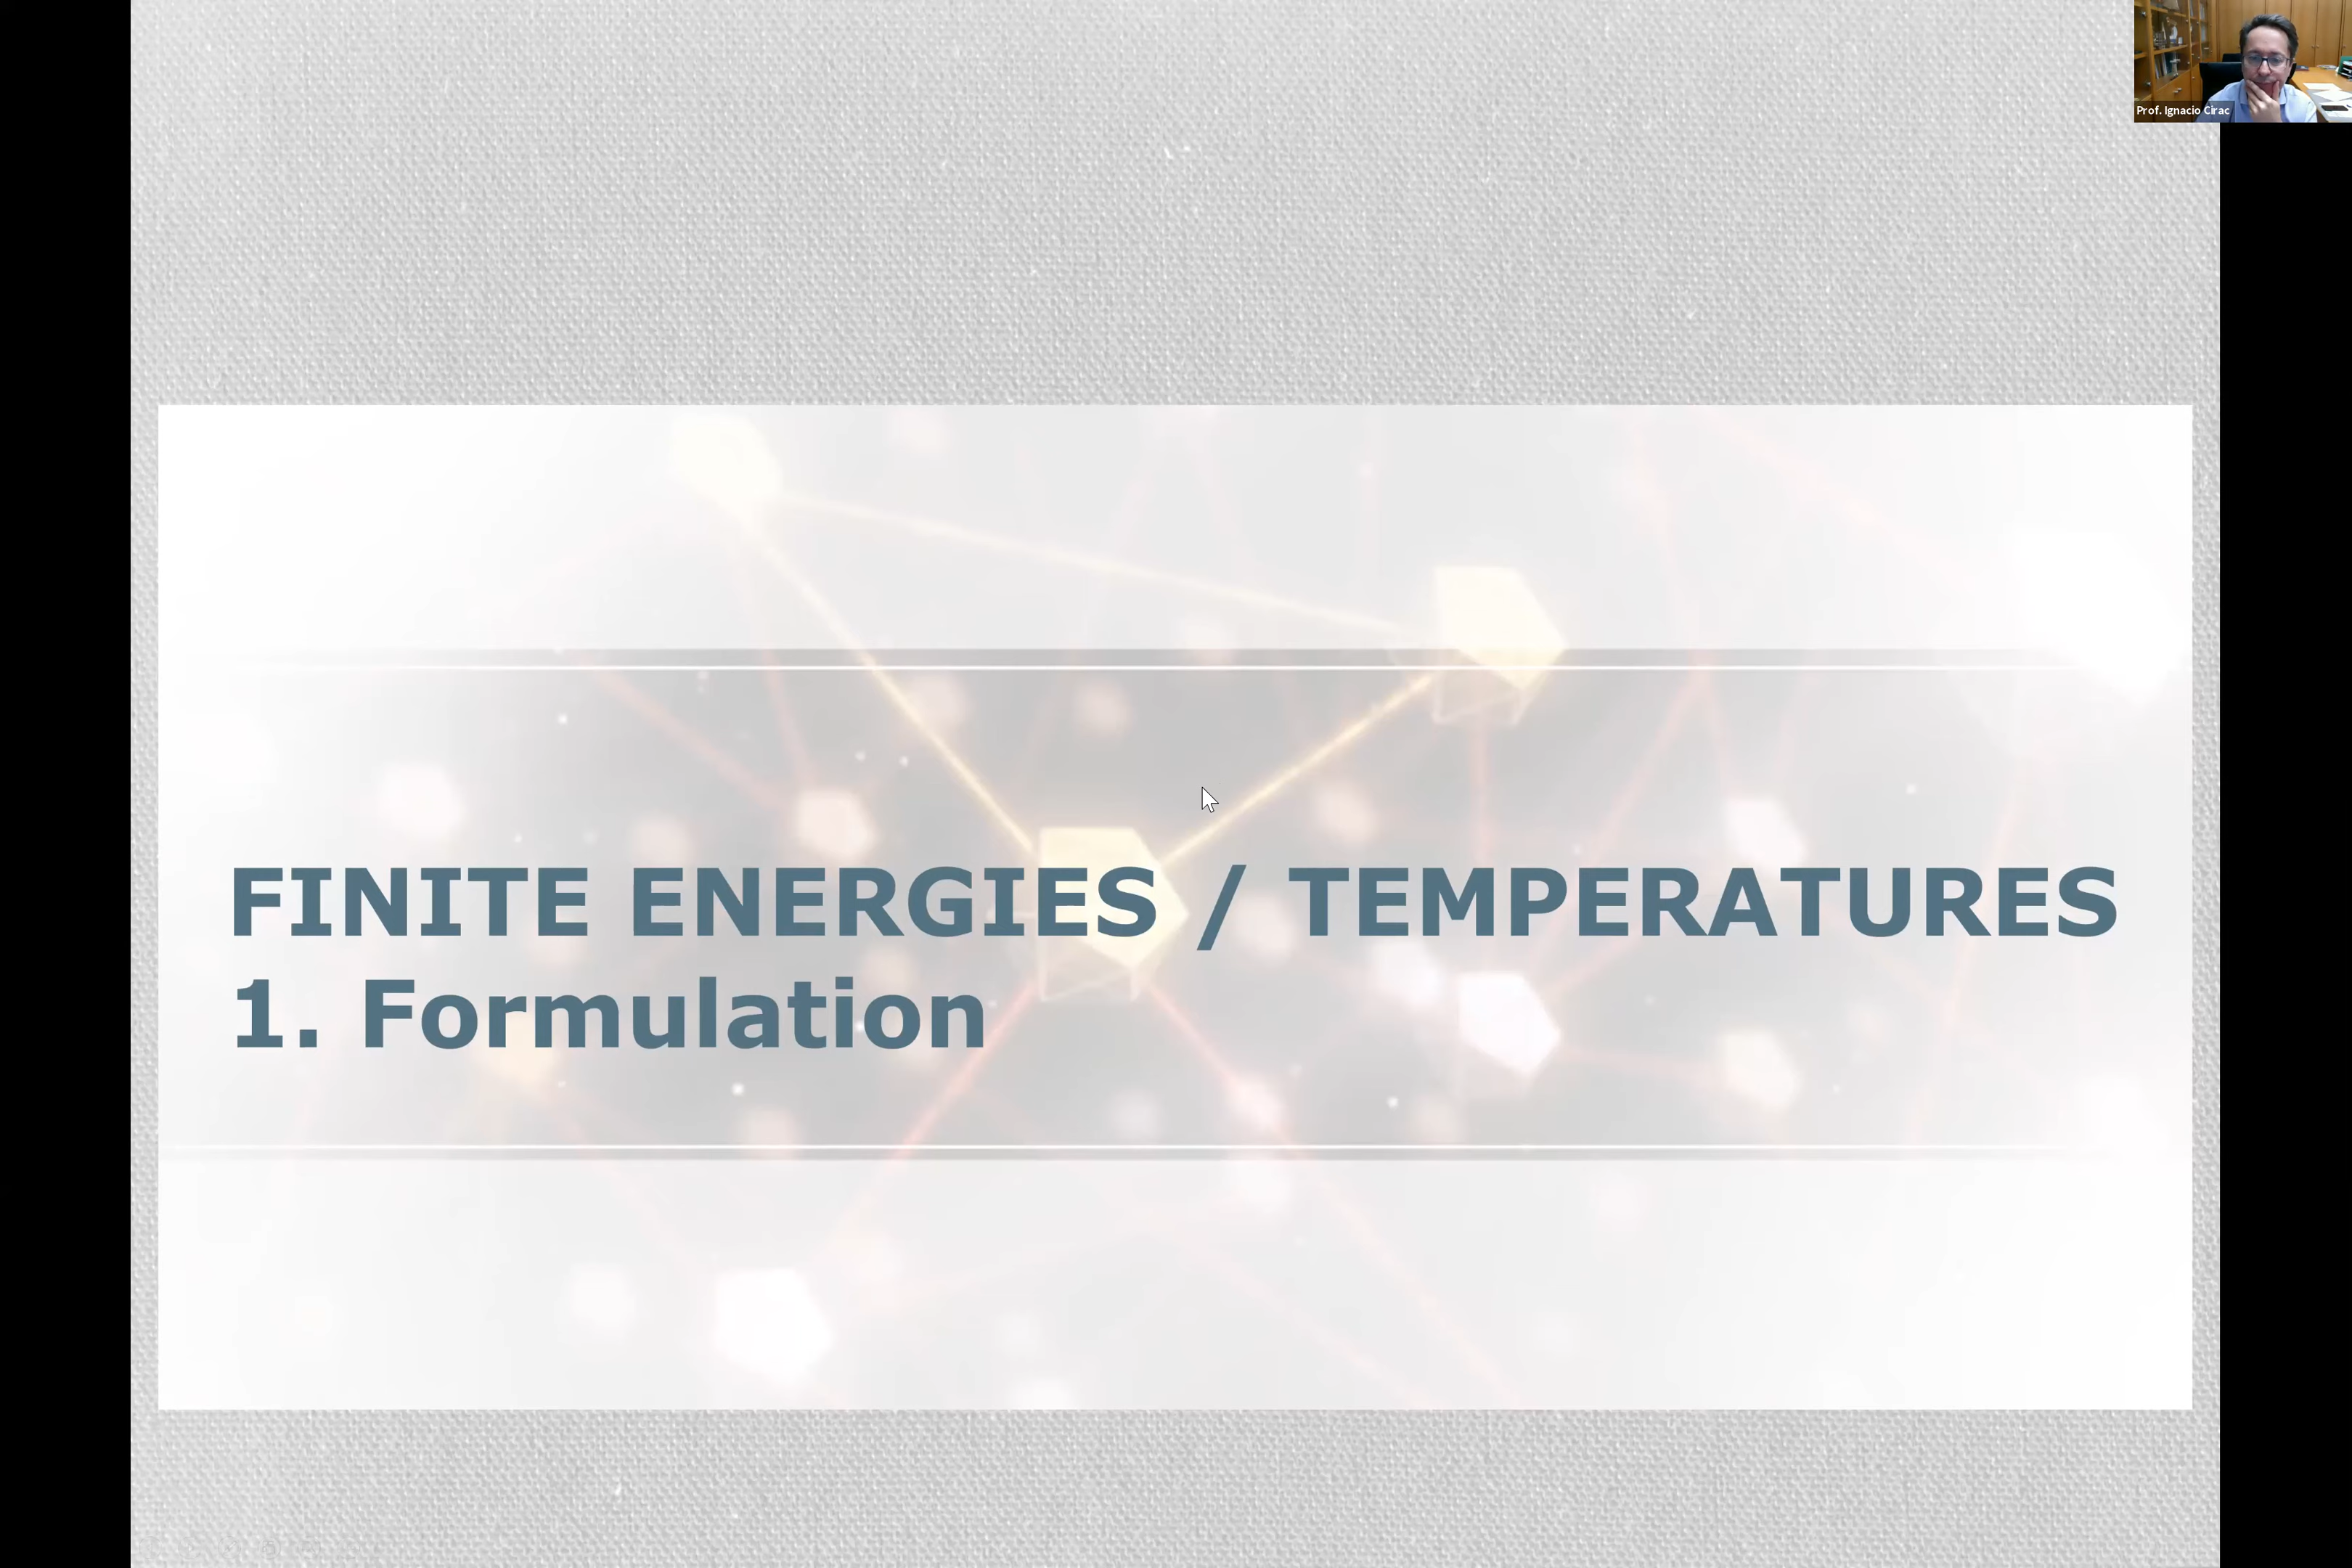 Prof. Ignacio Cirac
FINITE ENERGIES / TEMPERATURES
1. Formulation